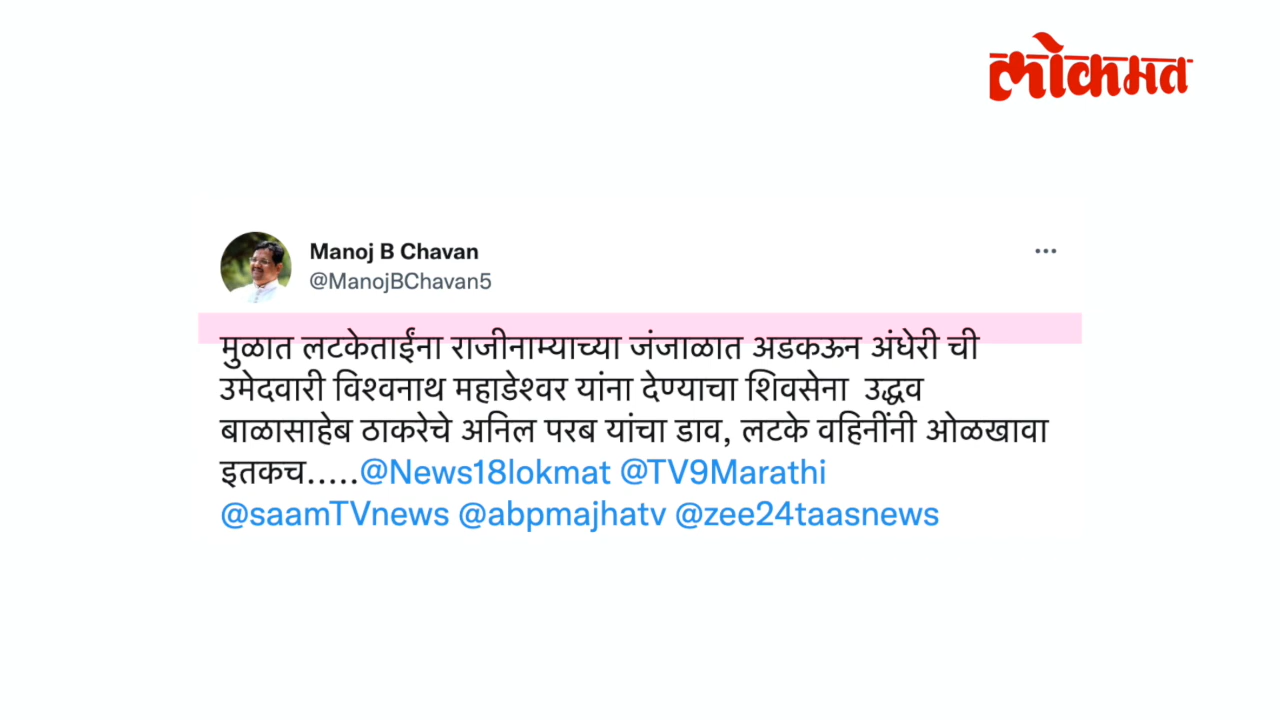 लोकमत
Manoj B Chavan
@ManojBChavan5
मुळात लटकेताईंना राजीनाम्याच्या जंजाळात अडकऊन अंधेरी ची
उमेदवारी विश्वनाथ महाडेश्वर यांना देण्याचा शिवसेना उद्धव
बाळासाहेब ठाकरेचे अनिल परब यांचा डाव, लटके वहिनींनी ओळखावा
इतकच.....@News18lokmat @TV9Marathi
@saamTVnews @abpmajhatv @zee24taasnews